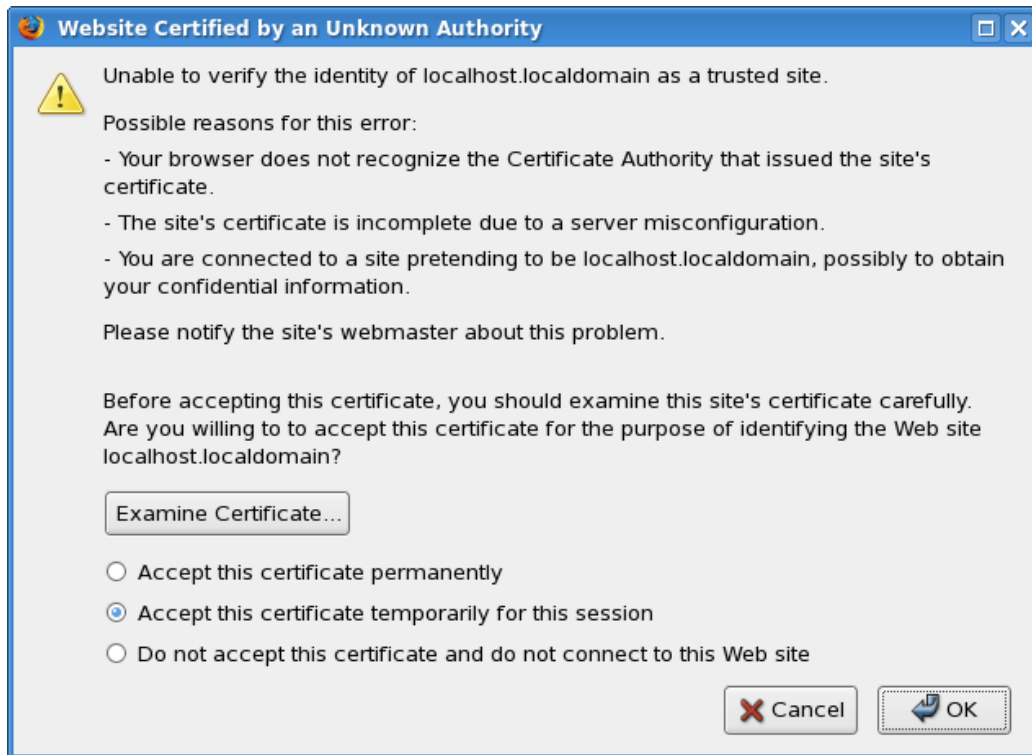 Website Certified by an Unknown Authority
Unable to verify the identity of localhost.localdomain as a trusted site.
Possible reasons for this error:
- Your browser does not recognize the Certificate Authority that issued the site's
certificate.
- The site's certificate is incomplete due to a server misconfiguration.
- You are connected to a site pretending to be localhost.localdomain, possibly to obtain
your confidential information.
Please notify the site's webmaster about this problem.
Before accepting this certificate, you should examine this site's certificate carefully.
Are you willing to to accept this certificate for the purpose of identifying the Web site
localhost.localdomain?
Examine Certificate...
Accept this certificate permanently
Accept this certificate temporarily for this session
Do not accept this certificate and do not connect to this Web site
Cancel OK